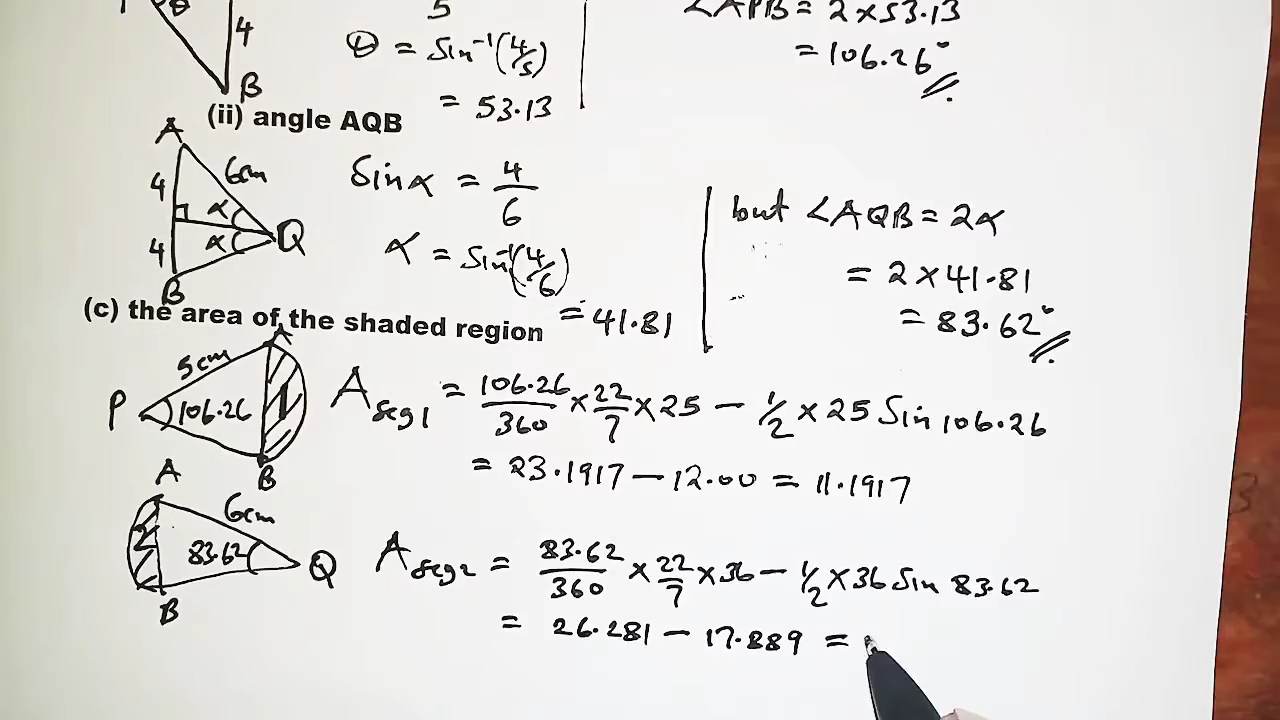 θ
4
B
5
θ = Sin⁻¹(4/5)
= 53.13
∠APB = 2 x 53.13
= 106.26°
(ii) angle AQB
A
4 6cm
α
4 α Q
B
Sinα = 4/6
α = Sin⁻¹(4/6)
= 41.81
but ∠AQB = 2α
= 2 x 41.81
= 83.62°
(c) the area of the shaded region
A
5cm
P 106.26 1
B
A seg1 = 106.26/360 x 22/7 x 25 - 1/2 x 25 Sin 106.26
= 23.1917 - 12.00 = 11.1917
A
6cm
2 83.62 Q
B
A seg2 = 83.62/360 x 22/7 x 36 - 1/2 x 36 Sin 83.62
= 26.281 - 17.889 =